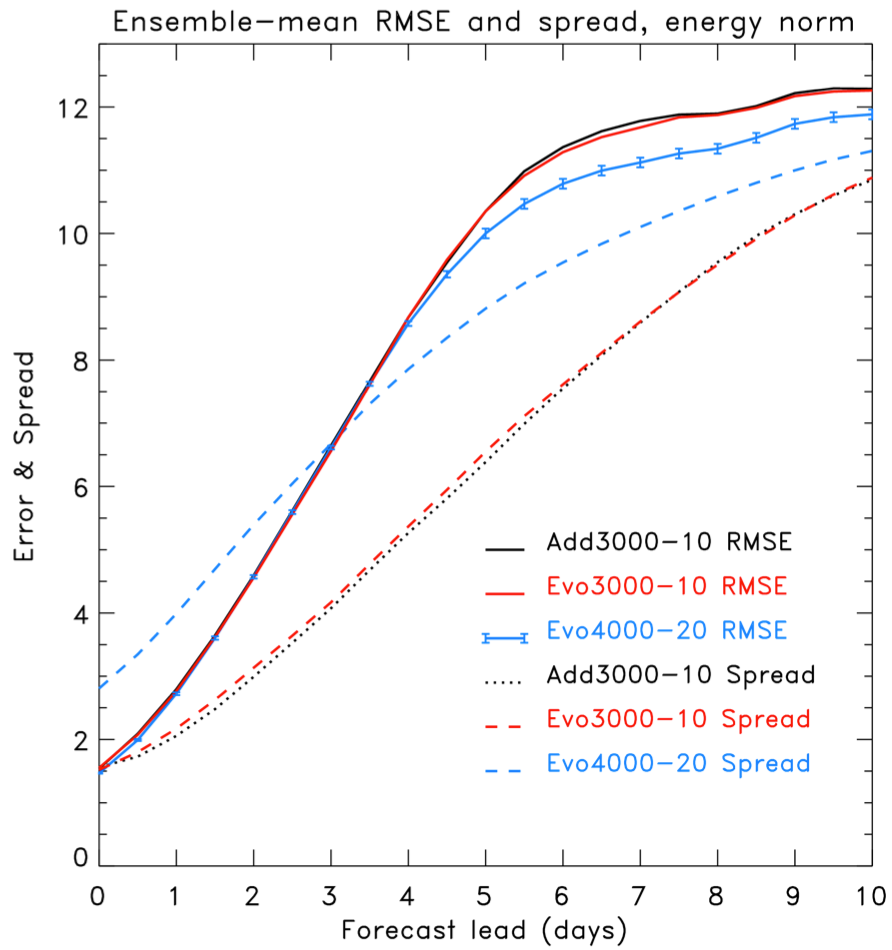 Ensemble−mean RMSE and spread, energy norm
12
10
8
6
4
2
0
Error & Spread
Add3000−10 RMSE
Evo3000−10 RMSE
Evo4000−20 RMSE
Add3000−10 Spread
Evo3000−10 Spread
Evo4000−20 Spread
0 1 2 3 4 5 6 7 8 9 10
Forecast lead (days)